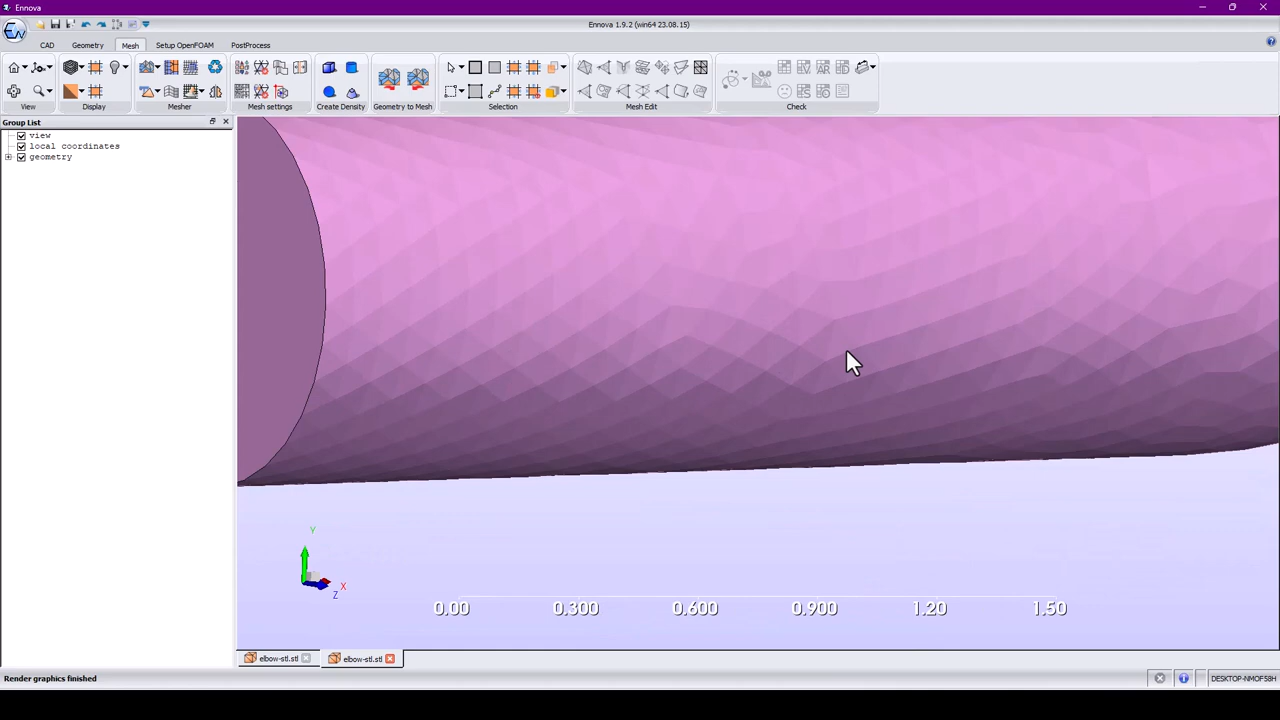 Ennova
Ennova 1.9.2 (win64 23.08.15)
CAD Geometry Mesh Setup OpenFOAM PostProcess
View Display Mesher Mesh settings Create Density Geometry to Mesh Selection Mesh Edit Check
Group List
view
local coordinates
geometry
Y
X
Z
0.00 0.300 0.600 0.900 1.20 1.50
elbow-stl.stl elbow-stl.stl
Render graphics finished
DESKTOP-NMOF58H